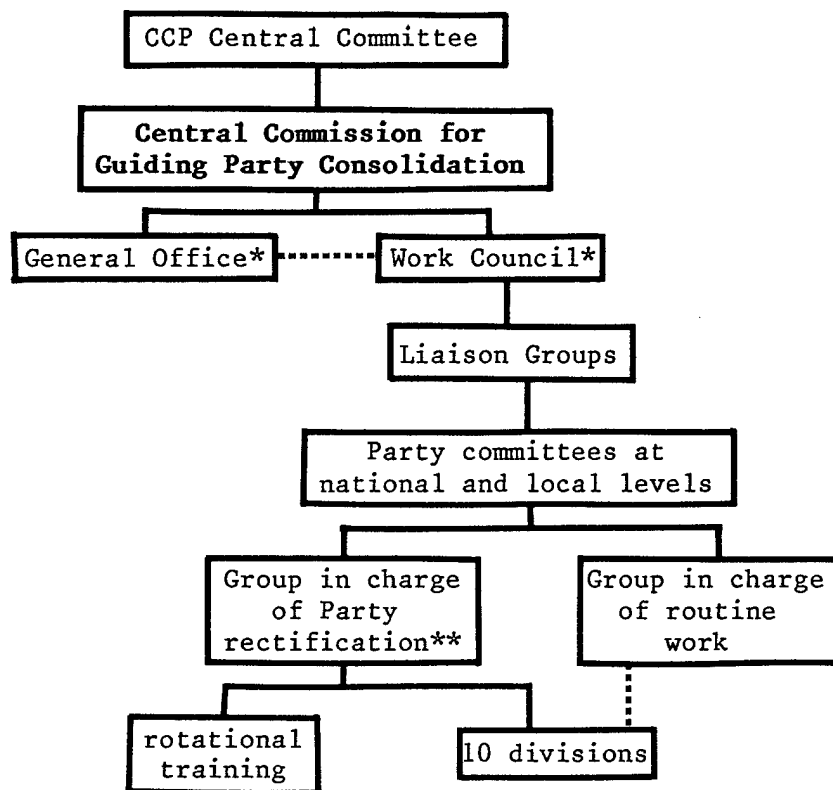 CCP Central Committee
Central Commission for
Guiding Party Consolidation
General Office*
Work Council*
Liaison Groups
Party committees at
national and local levels
Group in charge
of Party
rectification**
Group in charge
of routine
work
rotational
training
10 divisions